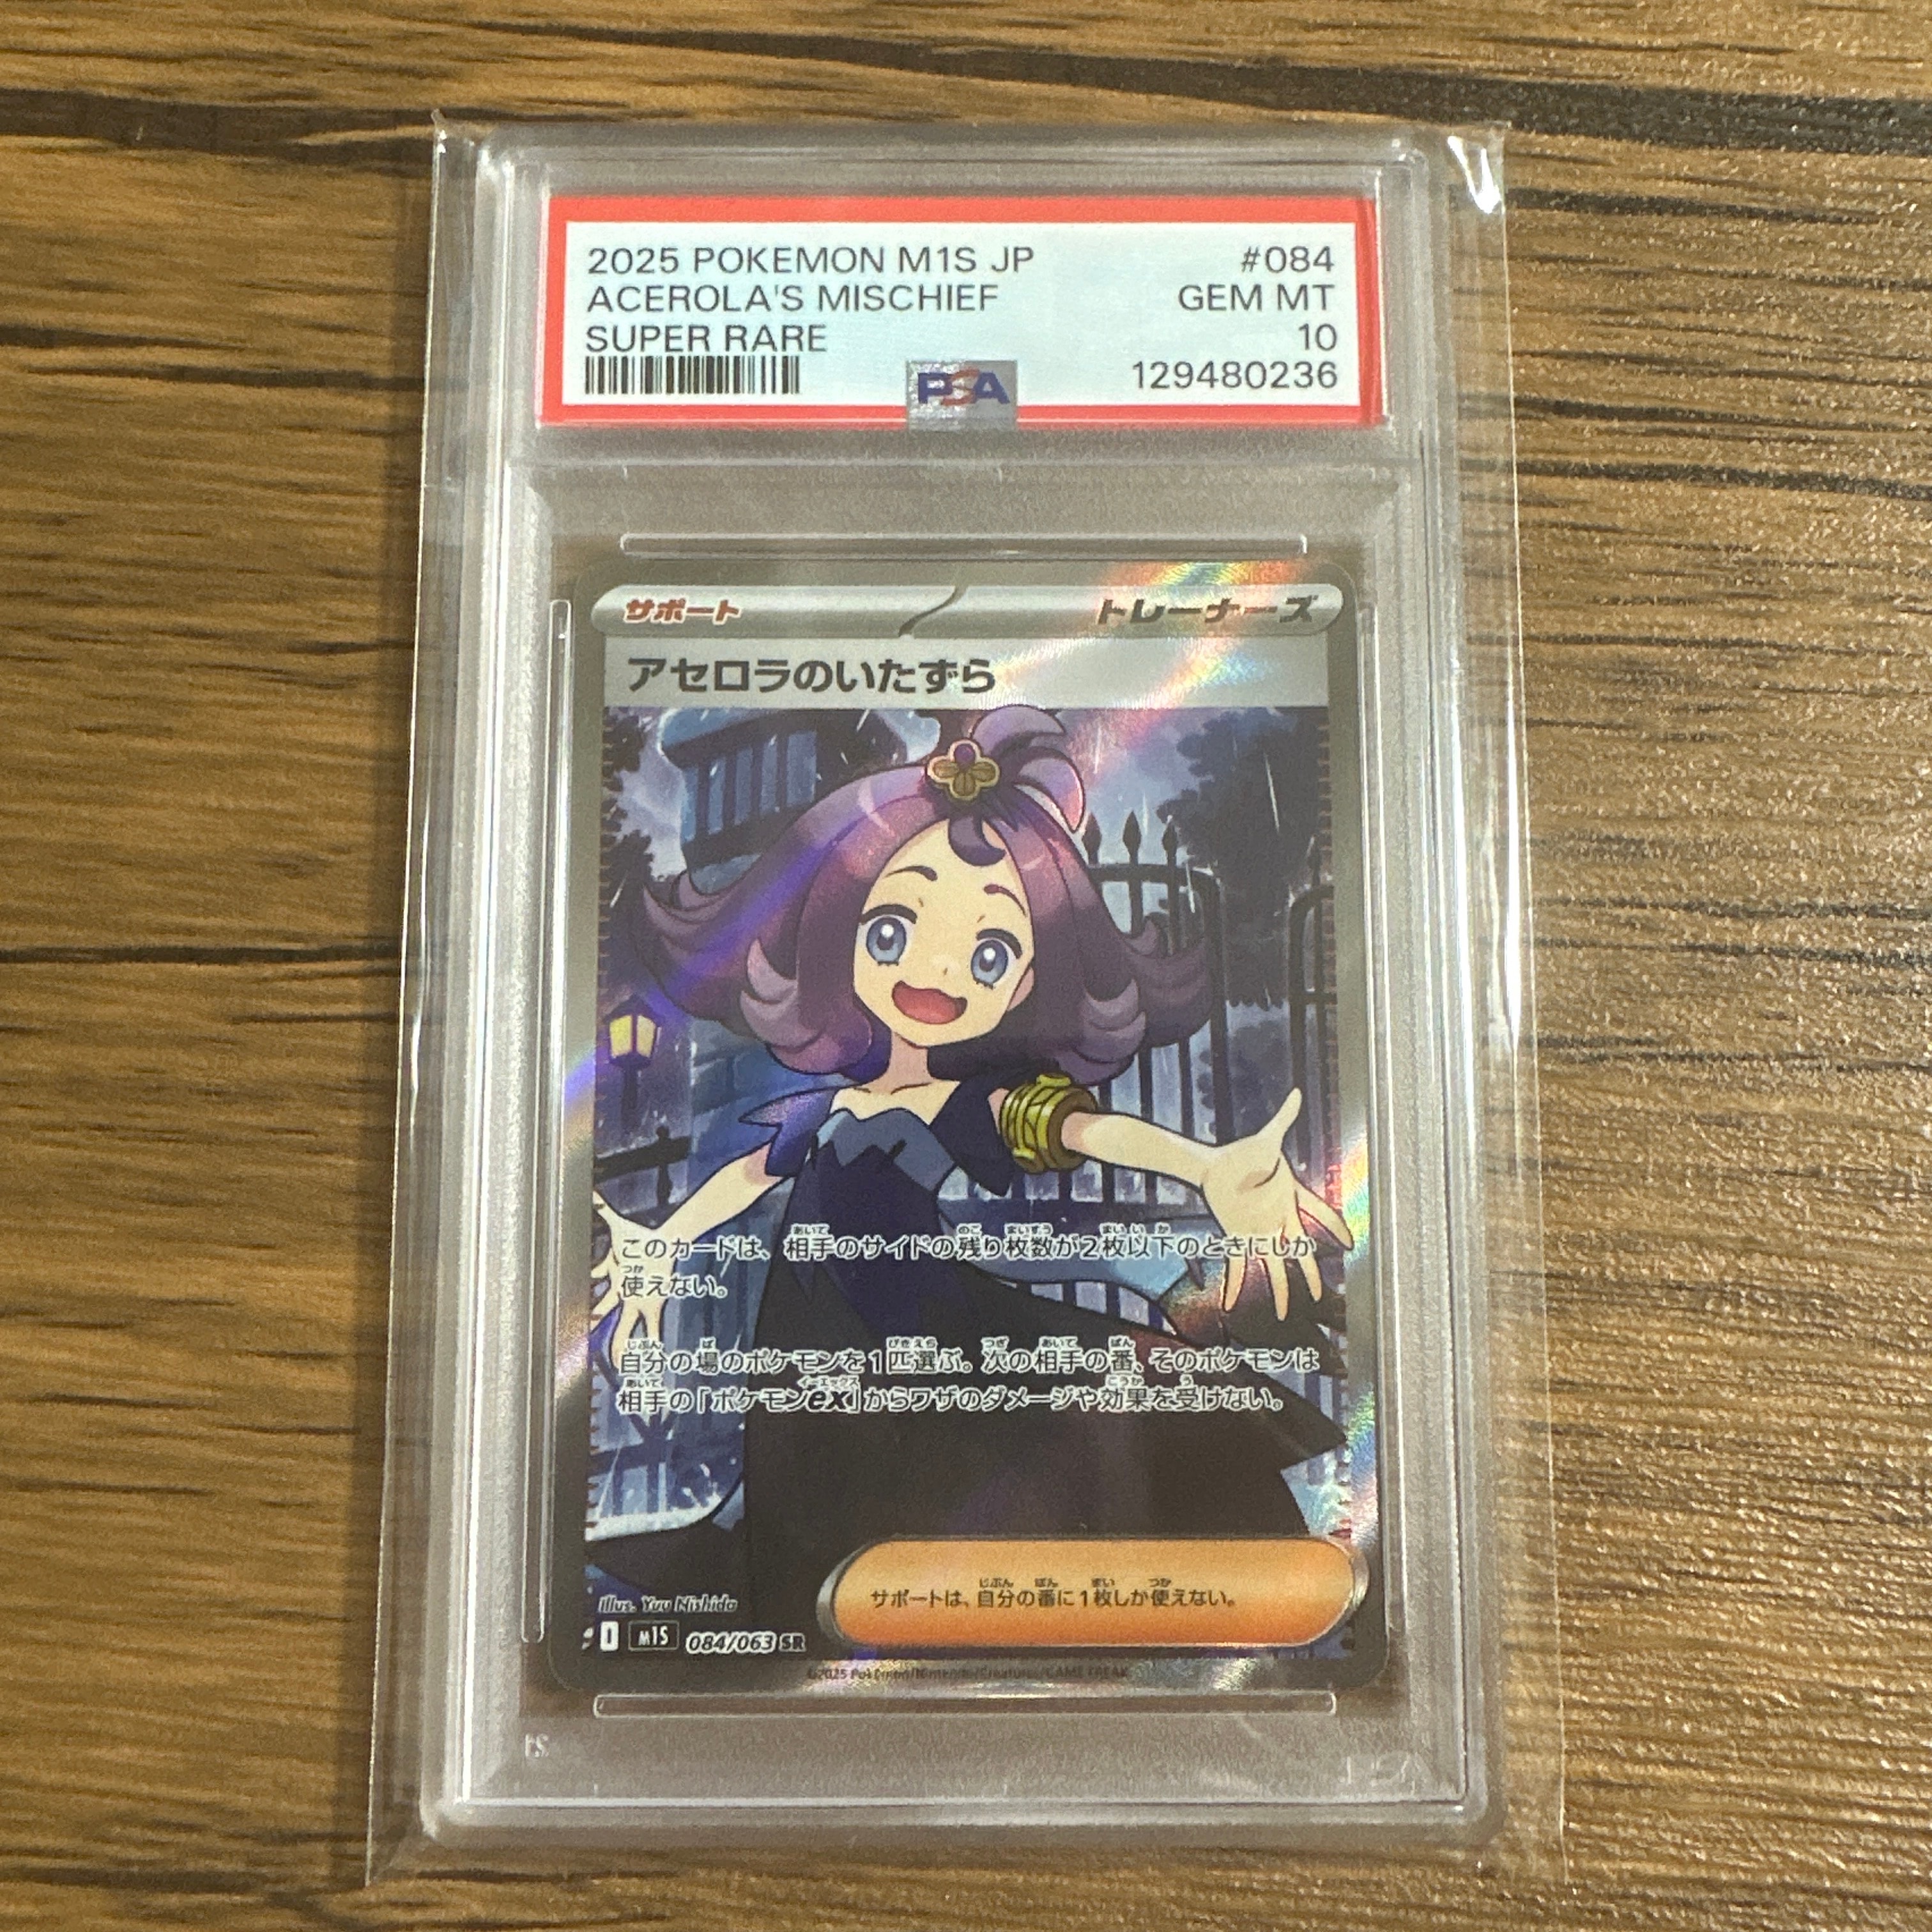 2025 POKEMON M1S JP #084
ACEROLA'S MISCHIEF GEM MT
SUPER RARE 10
PSA 129480236
サポート トレーナーズ
アセロラのいたずら
このカードは、相手のサイドの残り枚数が2枚以下のときにしか
使えない。
自分の場のポケモンを1匹選ぶ。次の相手の番、そのポケモンは
相手の「ポケモンex」からワザのダメージや効果を受けない。
サポートは、自分の番に1枚しか使えない。
Illus. Yuu Nishida
I M1S 084/063 SR
©2025 Pokémon/Nintendo/Creatures/GAME FREAK